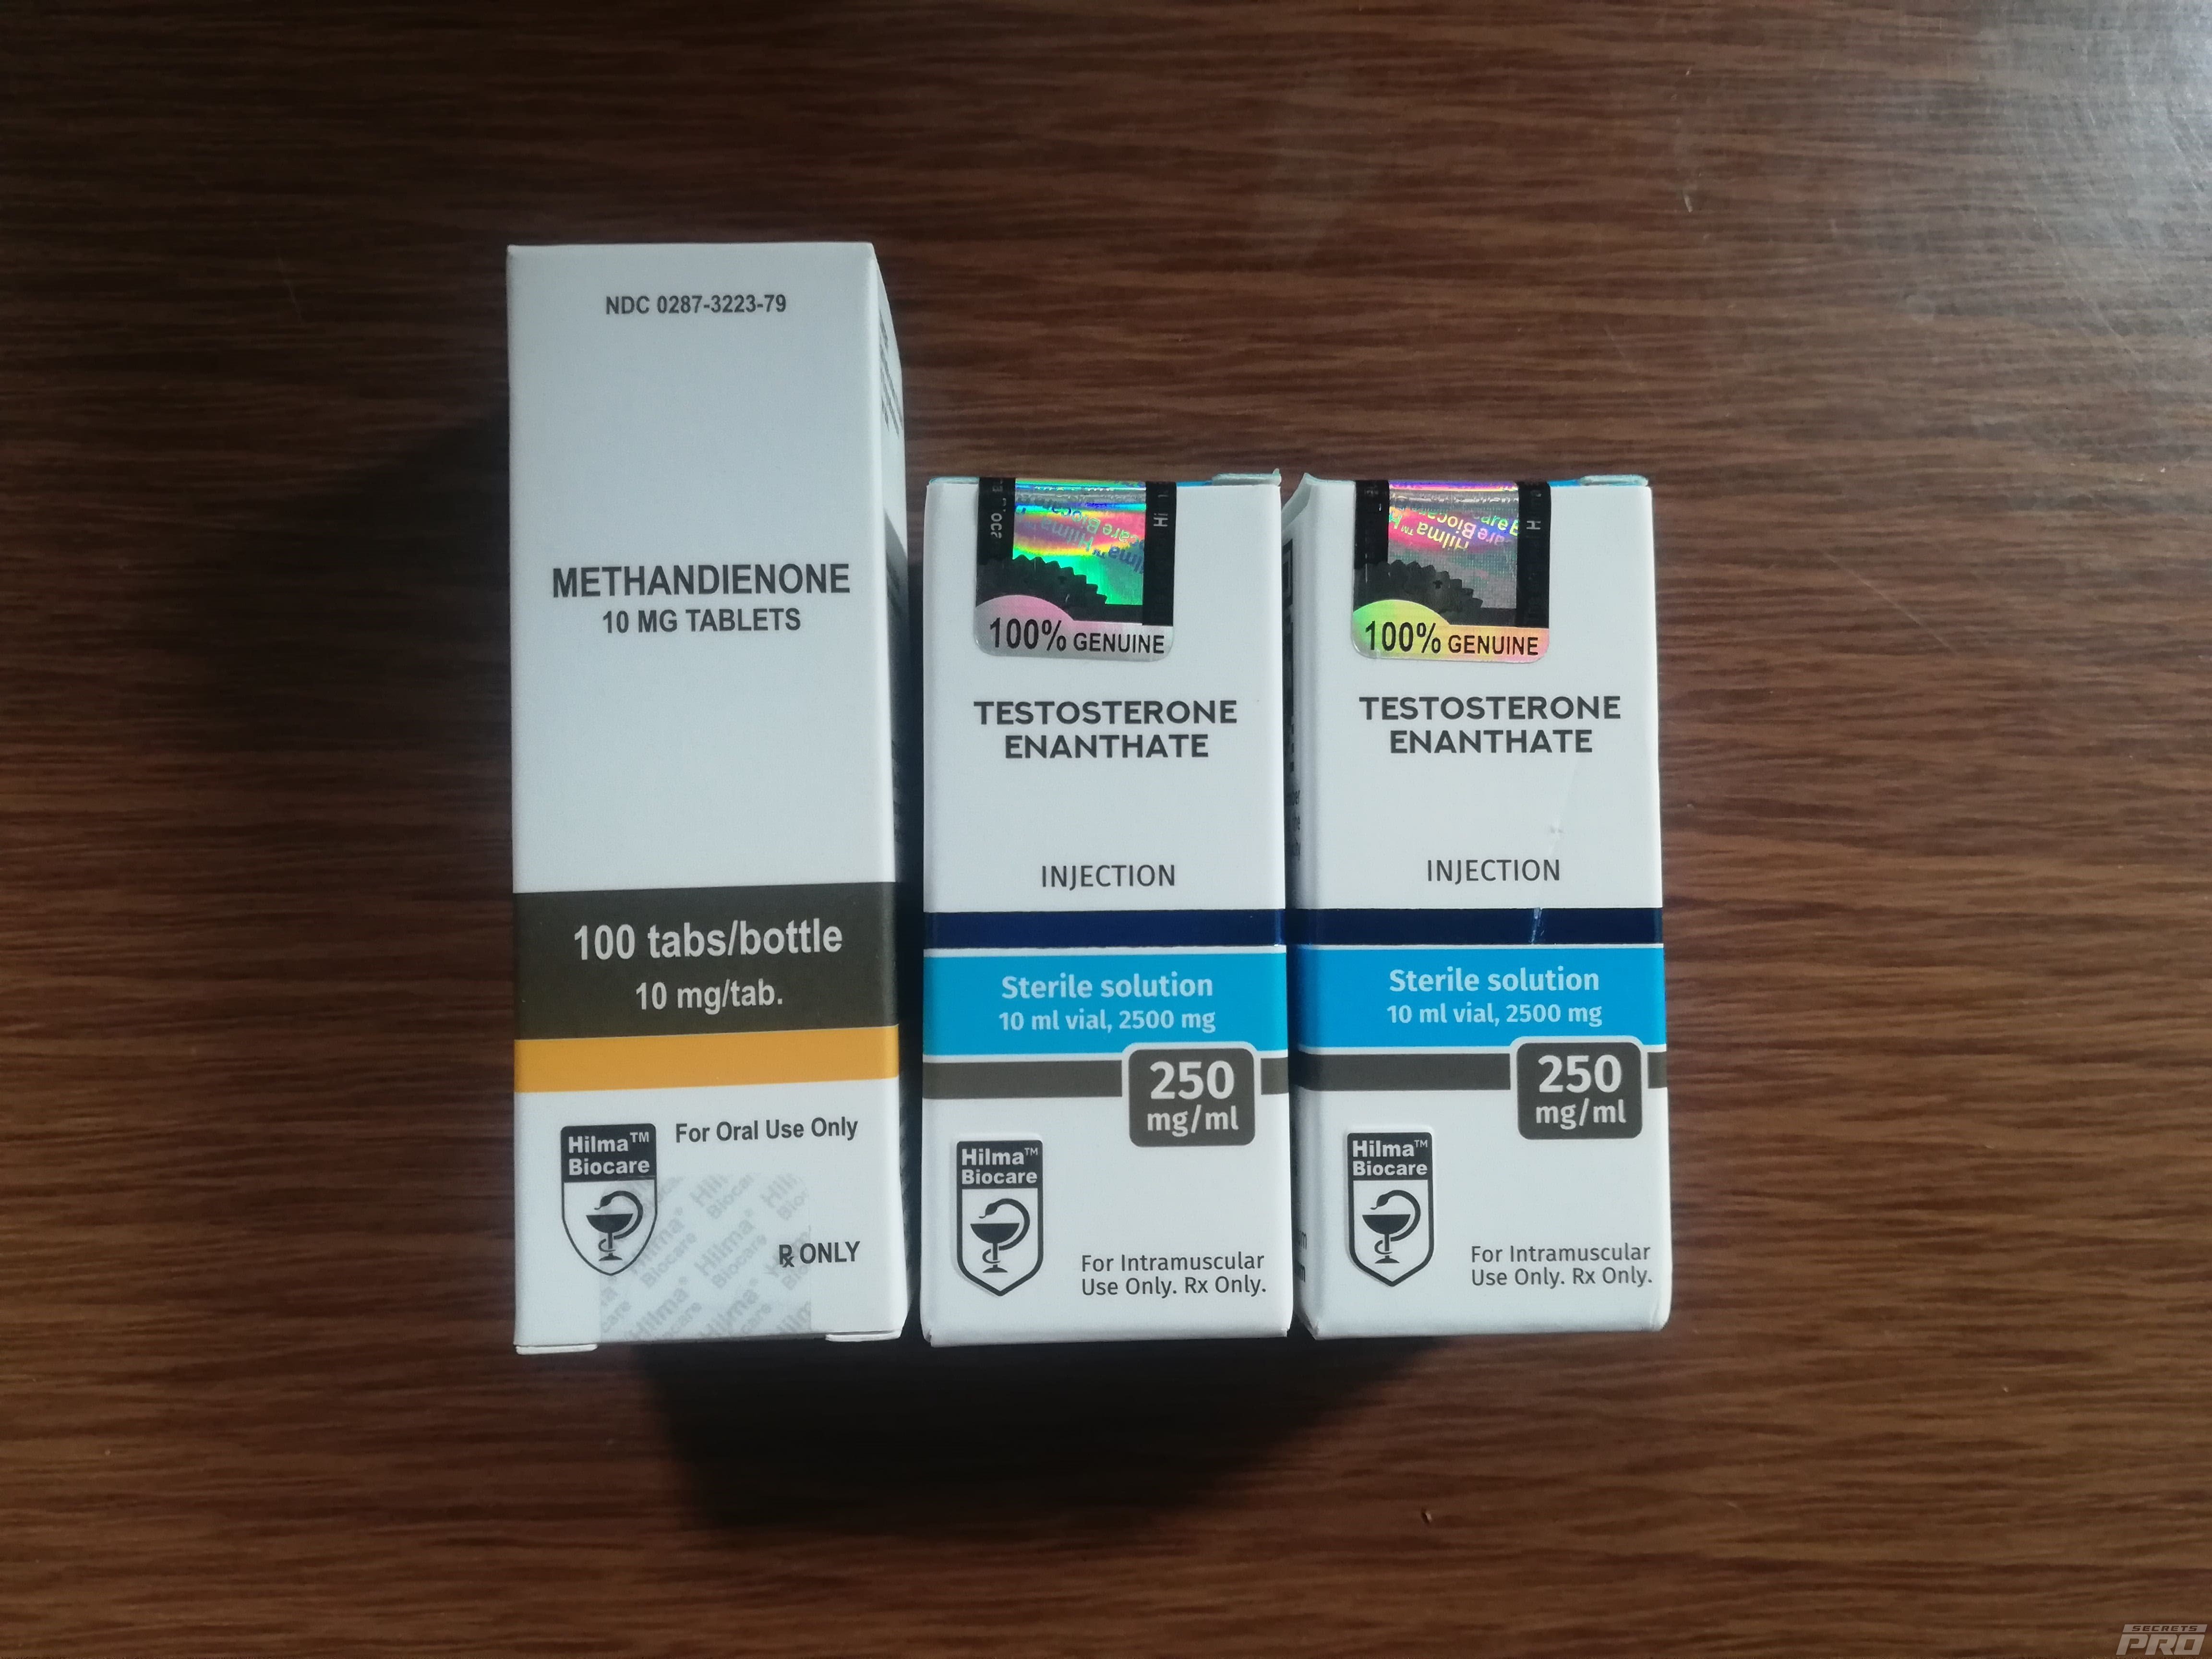 NDC 0287-3223-79
METHANDIENONE
10 MG TABLETS
100 tabs/bottle
10 mg/tab.
Hilma™
Biocare
For Oral Use Only
℞ ONLY
100% GENUINE
TESTOSTERONE
ENANTHATE
INJECTION
Sterile solution
10 ml vial, 2500 mg
250
mg/ml
Hilma™
Biocare
For Intramuscular
Use Only. Rx Only.
100% GENUINE
TESTOSTERONE
ENANTHATE
INJECTION
Sterile solution
10 ml vial, 2500 mg
250
mg/ml
Hilma™
Biocare
For Intramuscular
Use Only. Rx Only.
SECRETS
PRO